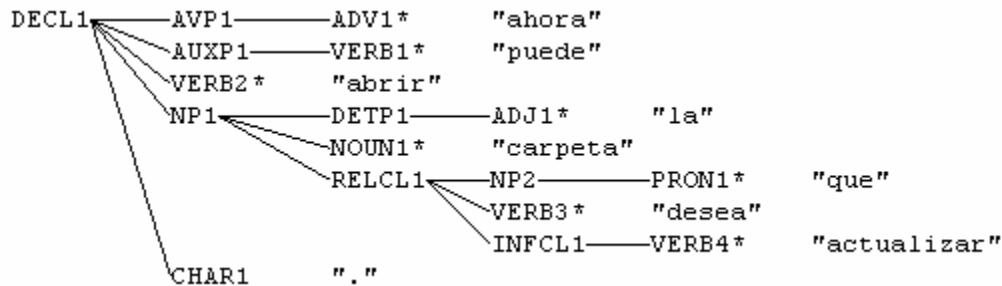 DECL1 AVP1 ADV1* "ahora"
AUXP1 VERB1* "puede"
VERB2* "abrir"
NP1 DETP1 ADJ1* "la"
NOUN1* "carpeta"
RELCL1 NP2 PRON1* "que"
VERB3* "desea"
INFCL1 VERB4* "actualizar"
CHAR1 "."